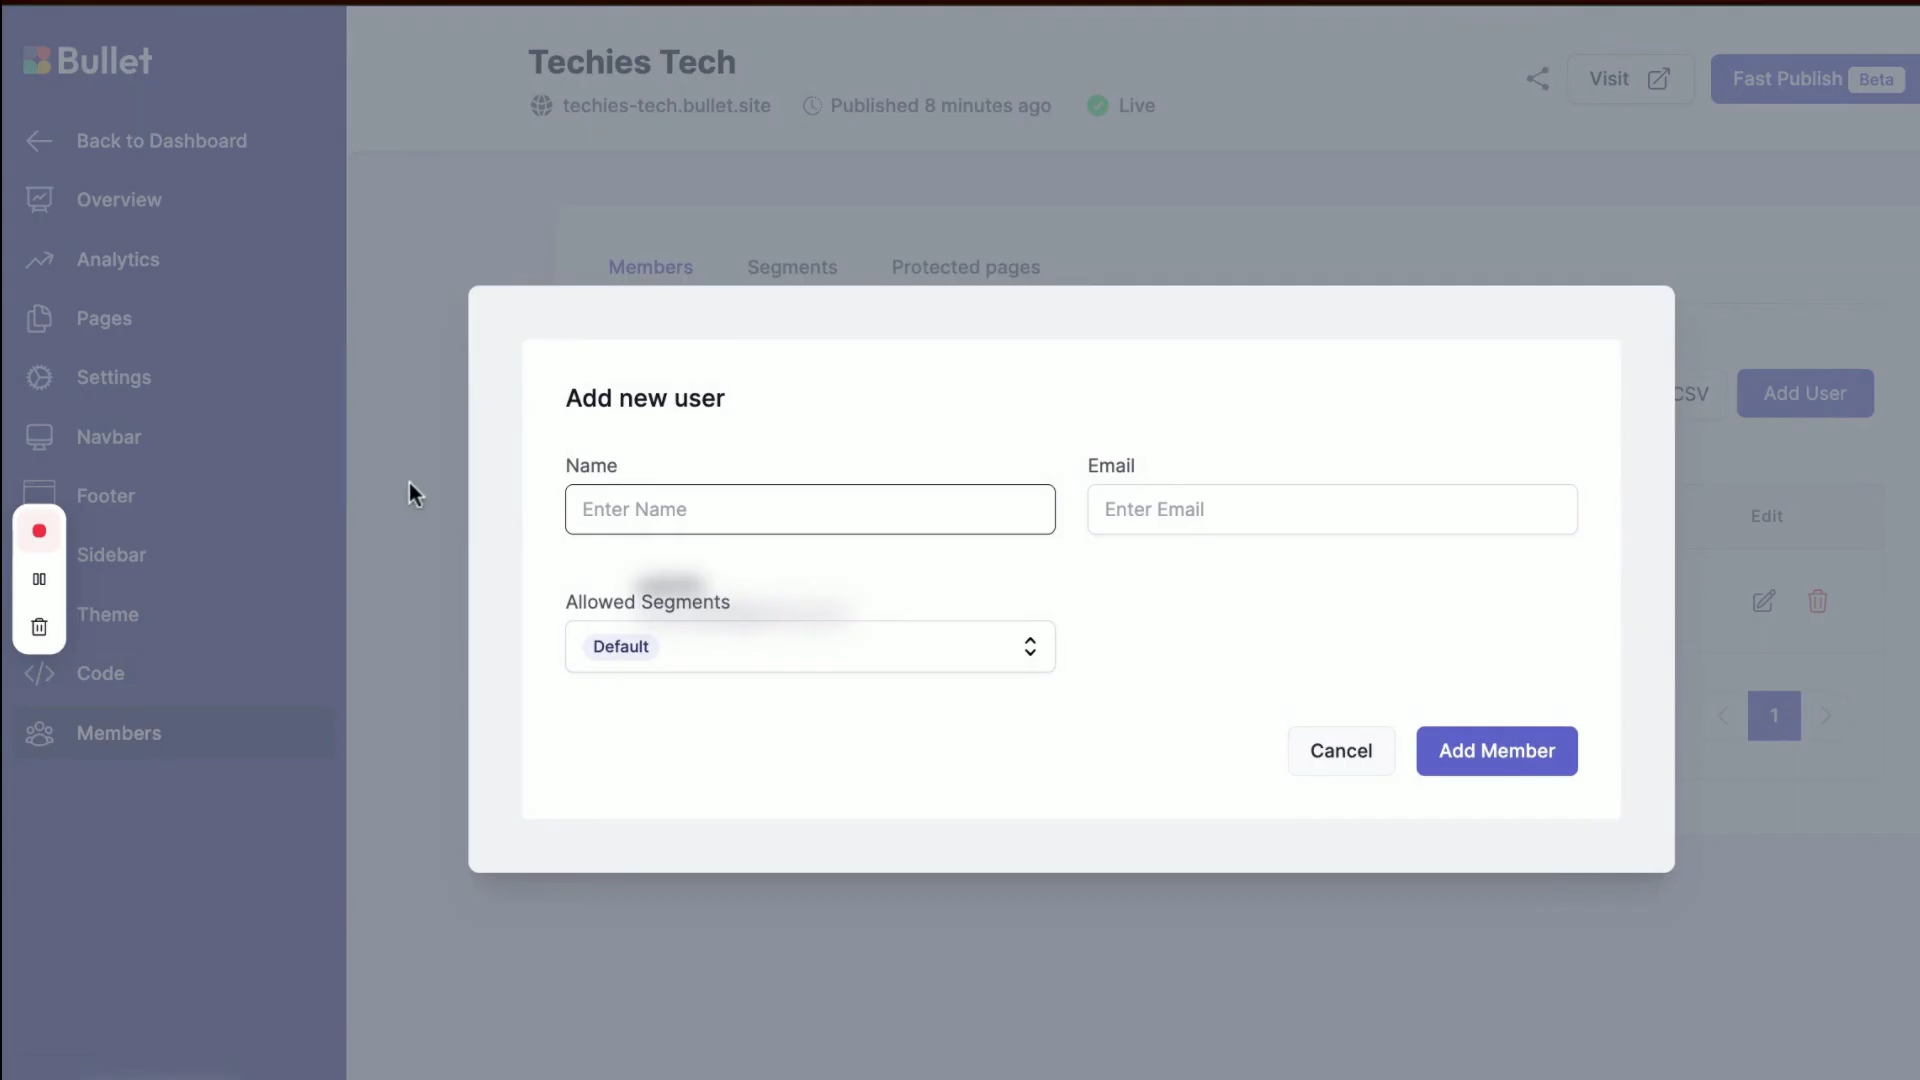 Bullet
Back to Dashboard
Overview
Analytics
Pages
Settings
Navbar
Footer
Sidebar
Theme
Code
Members
Techies Tech
techies-tech.bullet.site
Published 8 minutes ago
Live
Visit
Fast Publish Beta
Members
Segments
Protected pages
CSV
Add User
Edit
1
Add new user
Name
Enter Name
Email
Enter Email
Allowed Segments
Default
Cancel
Add Member